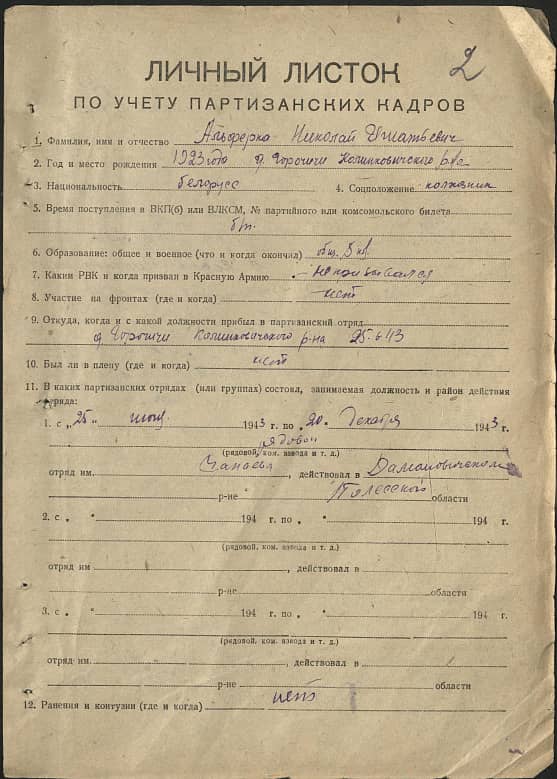 2
ЛИЧНЫЙ ЛИСТОК
ПО УЧЕТУ ПАРТИЗАНСКИХ КАДРОВ
1. Фамилия, имя и отчество Алферко Николай Игнатьевич
2. Год и место рождения 1923 года д. Горочичи Калинковичского р-на
3. Национальность белорусс 4. Соцположение колхозник
5. Время поступления в ВКП(б) или ВЛКСМ, № партийного или комсомольского билета
б/п.
6. Образование: общее и военное (что и когда окончил) общ. 5 кл.
7. Каким РВК и когда призван в Красную Армию не призывался
8. Участие на фронтах (где и когда) нет
9. Откуда, когда и с какой должности прибыл в партизанский отряд
д. Горочичи Калинковичского р-на 25.6.43
10. Был ли в плену (где и когда) нет
11. В каких партизанских отрядах (или группах) состоял, занимаемая должность и район действия
отряда:
1. с „25" июня 1943 г. по „20" декабря 1943 г.
рядовой
(рядовой, ком. взвода и т. д.)
отряд им. Чапаева, действовал в Домановичском
р-не Полесской области
2. с „ " 194 г. по „ " 194 г.
(рядовой, ком. взвода и т. д.)
отряд им , действовал в
р-не области
3. с „ " 194 г. по „ " 194 г.
(рядовой, ком. взвода и т. д.)
отряд им. , действовал в
р-не области
12. Ранения и контузии (где и когда) нет